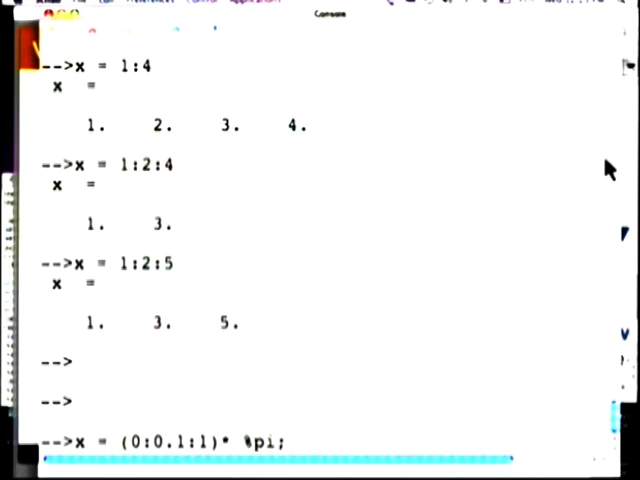 Console
-->x = 1:4
x =
1. 2. 3. 4.
-->x = 1:2:4
x =
1. 3.
-->x = 1:2:5
x =
1. 3. 5.
-->
-->
-->x = (0:0.1:1)* %pi;